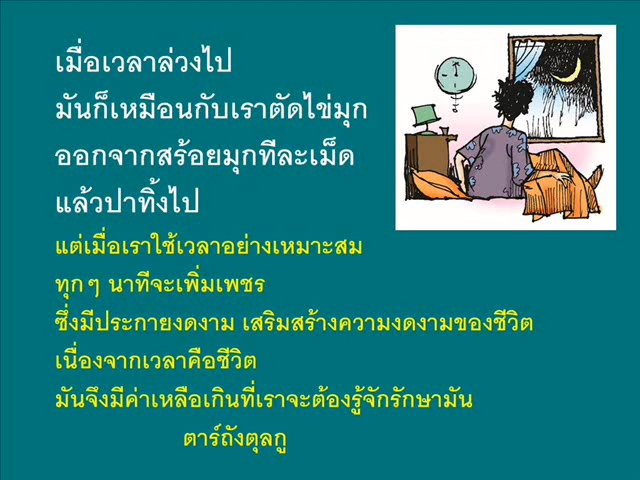 เมื่อเวลาล่วงไป
มันก็เหมือนกับเราตัดไข่มุก
ออกจากสร้อยมุกทีละเม็ด
แล้วปาทิ้งไป
แต่เมื่อเราใช้เวลาอย่างเหมาะสม
ทุกๆ นาทีจะเพิ่มเพชร
ซึ่งมีประกายงดงาม เสริมสร้างความงดงามของชีวิต
เนื่องจากเวลาคือชีวิต
มันจึงมีค่าเหลือเกินที่เราจะต้องรู้จักรักษามัน
ตาร์ถังตุลกู